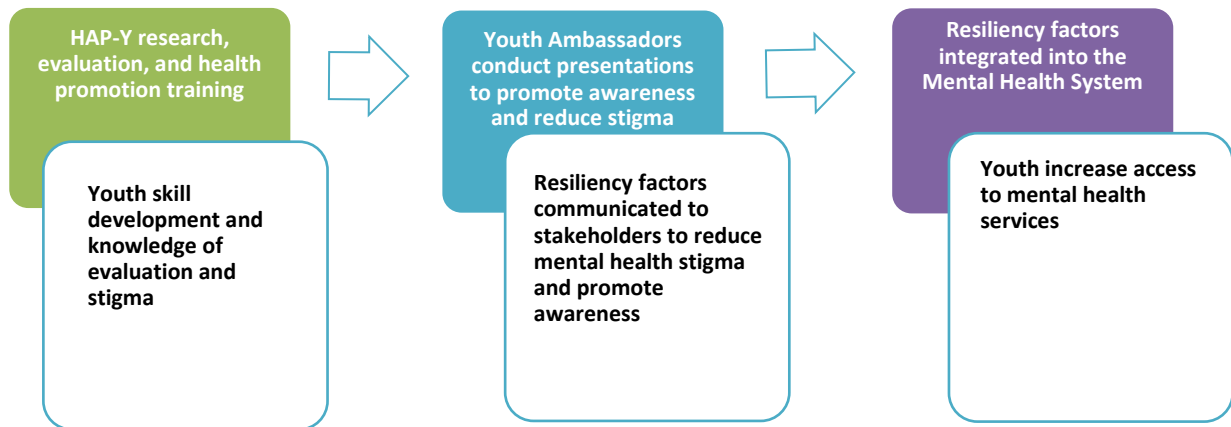 HAP-Y research,
evaluation, and health
promotion training
Youth skill
development and
knowledge of
evaluation and
stigma
Youth Ambassadors
conduct presentations
to promote awareness
and reduce stigma
Resiliency factors
communicated to
stakeholders to reduce
mental health stigma
and promote
awareness
Resiliency factors
integrated into the
Mental Health System
Youth increase access
to mental health
services